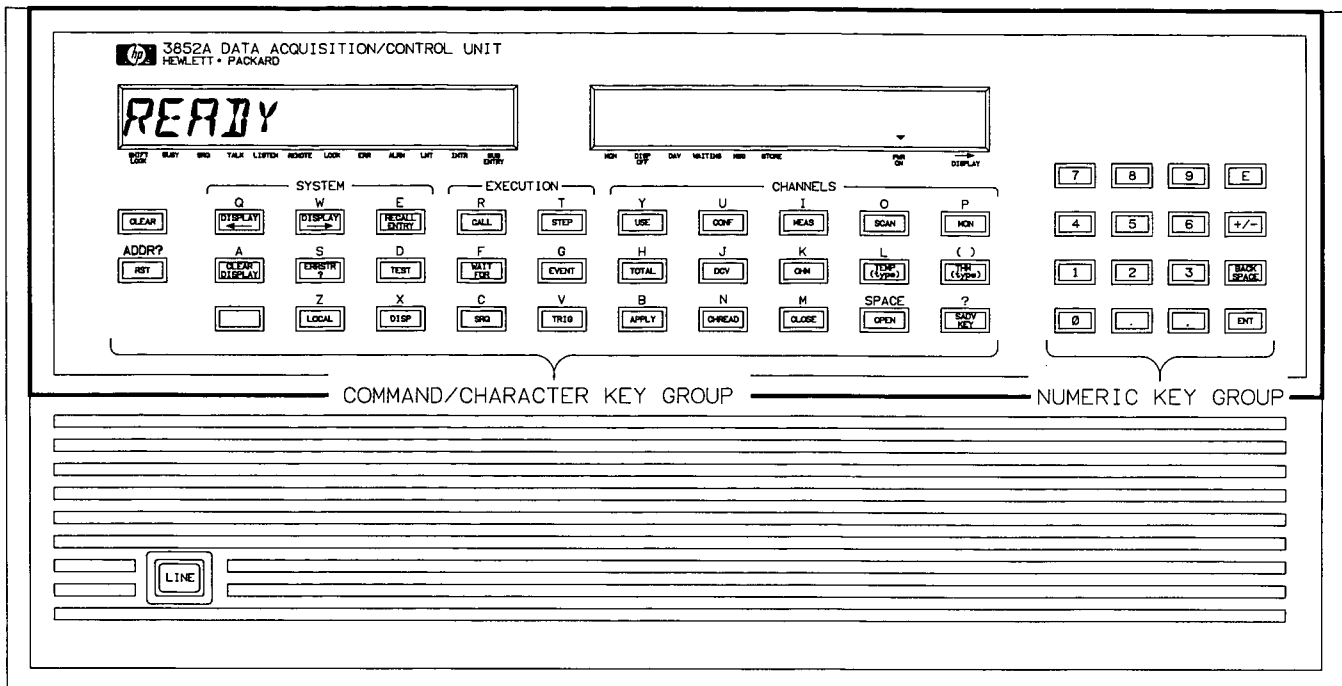 hp 3852A DATA ACQUISITION/CONTROL UNIT
HEWLETT • PACKARD
READY
SHIFT LOCK BUSY SRQ TALK LISTEN REMOTE LOCK ERR ALRM LMT INTR SUB ENTRY
MON DISP OFF DAV WAITING MSG STORE PWR ON → DISPLAY
SYSTEM EXECUTION CHANNELS
Q W E R T Y U I O P
CLEAR DISPLAY ← DISPLAY → RECALL ENTRY CALL STEP USE CONF MEAS SCAN MON
ADDR? A S D F G H J K L ( )
RST CLEAR DISPLAY ERRSTR ? TEST WAIT FOR EVENT TOTAL DCV OHM TEMP (type) THM (type)
Z X C V B N M SPACE ?
LOCAL DISP SRQ TRIG APPLY CHREAD CLOSE OPEN SADV KEY
7 8 9 E
4 5 6 +/-
1 2 3 BACK SPACE
Ø . . ENT
COMMAND/CHARACTER KEY GROUP
NUMERIC KEY GROUP
LINE